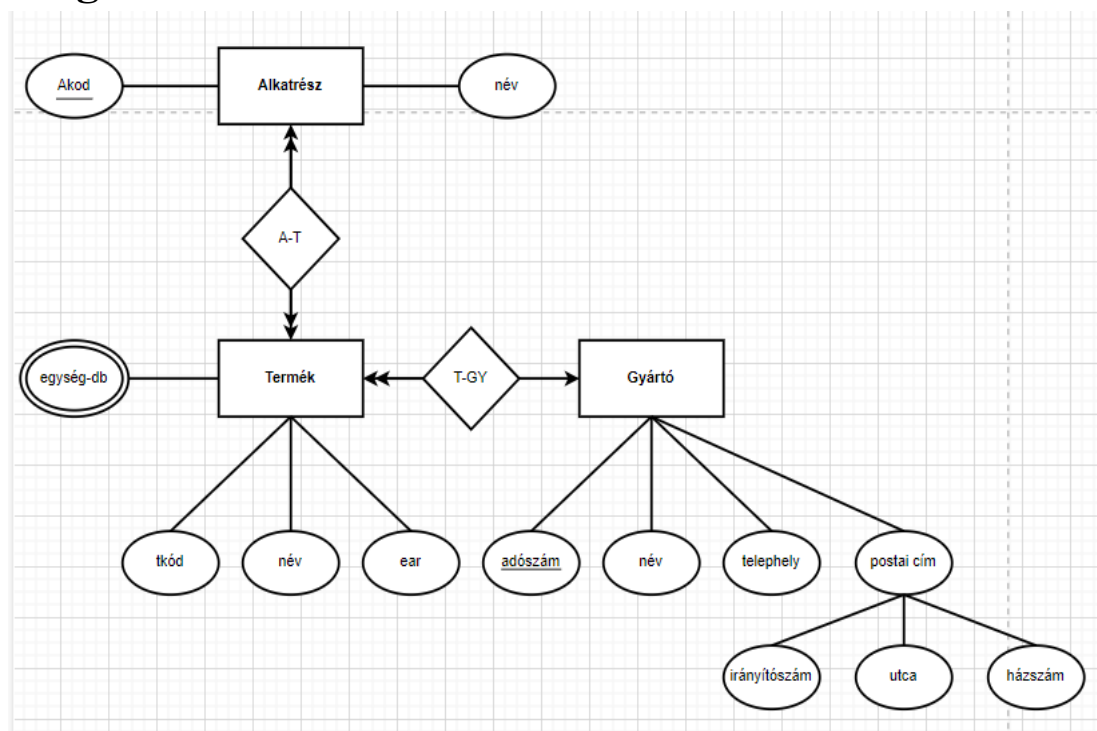 Akod
Alkatrész
név
A-T
egység-db
Termék
T-GY
Gyártó
tkód
név
ear
adószám
név
telephely
postai cím
irányítószám
utca
házszám